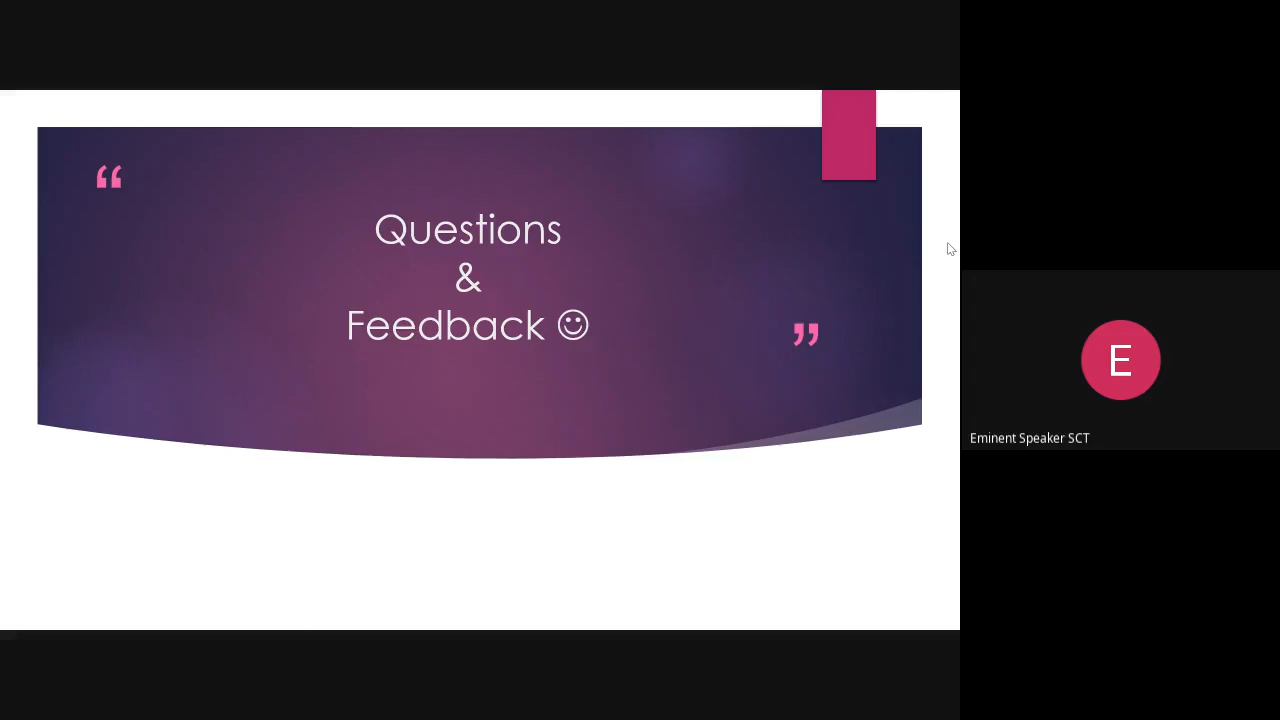 “
Questions
&
Feedback ☺
”
E
Eminent Speaker SCT